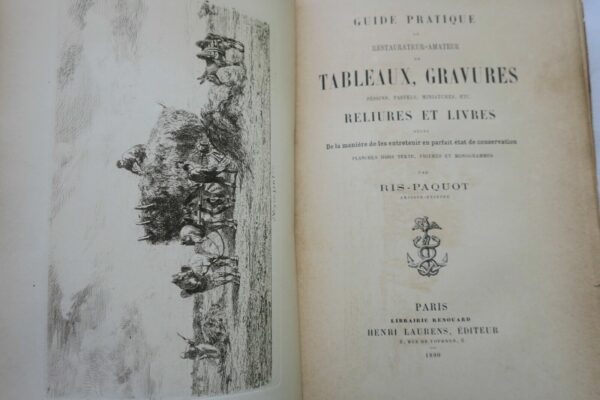 GUIDE PRATIQUE
DU
RESTAURATEUR-AMATEUR
DE
TABLEAUX, GRAVURES
DESSINS, PASTELS, MINIATURES, ETC.
RELIURES ET LIVRES
SUIVI
De la manière de les entretenir en parfait état de conservation
PLANCHES HORS TEXTE, FIGURES ET MONOGRAMMES
PAR
RIS-PAQUOT
ARTISTE-PEINTRE
PARIS
LIBRAIRIE RENOUARD
HENRI LAURENS, ÉDITEUR
6, RUE DE TOURNON, 6
1890